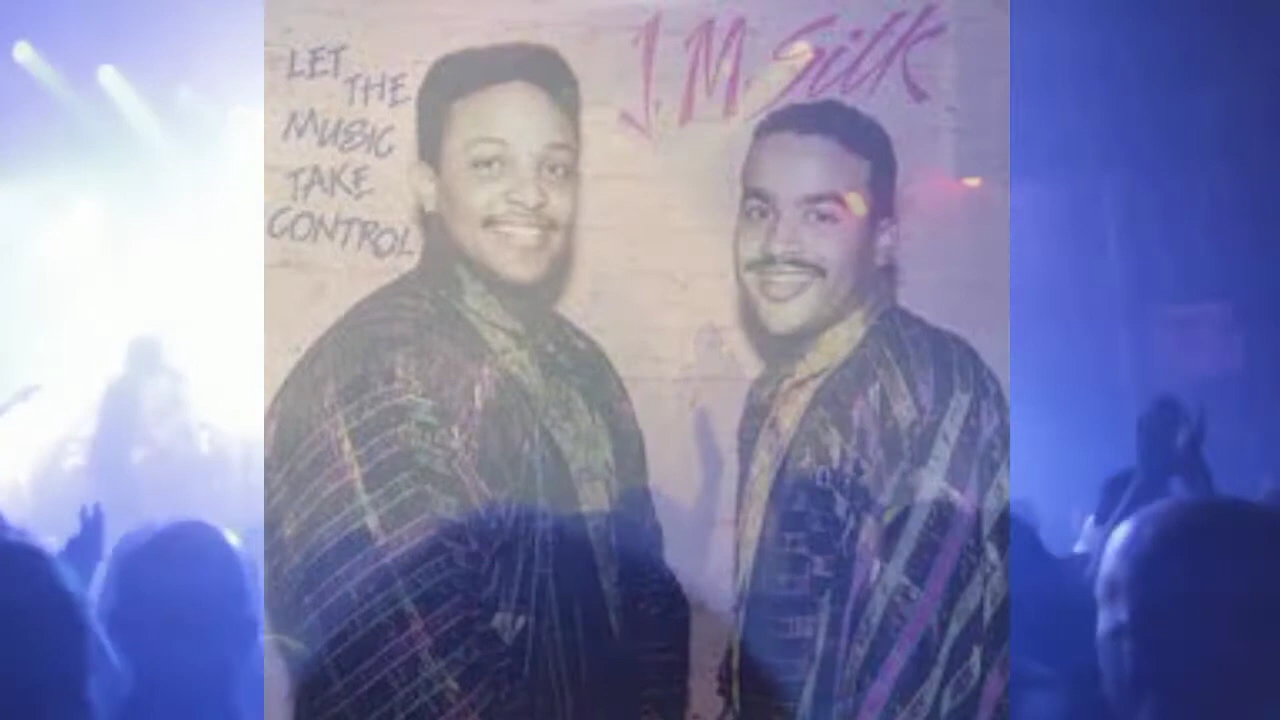 LET
THE
MUSIC
TAKE
CONTROL
J.M. Silk